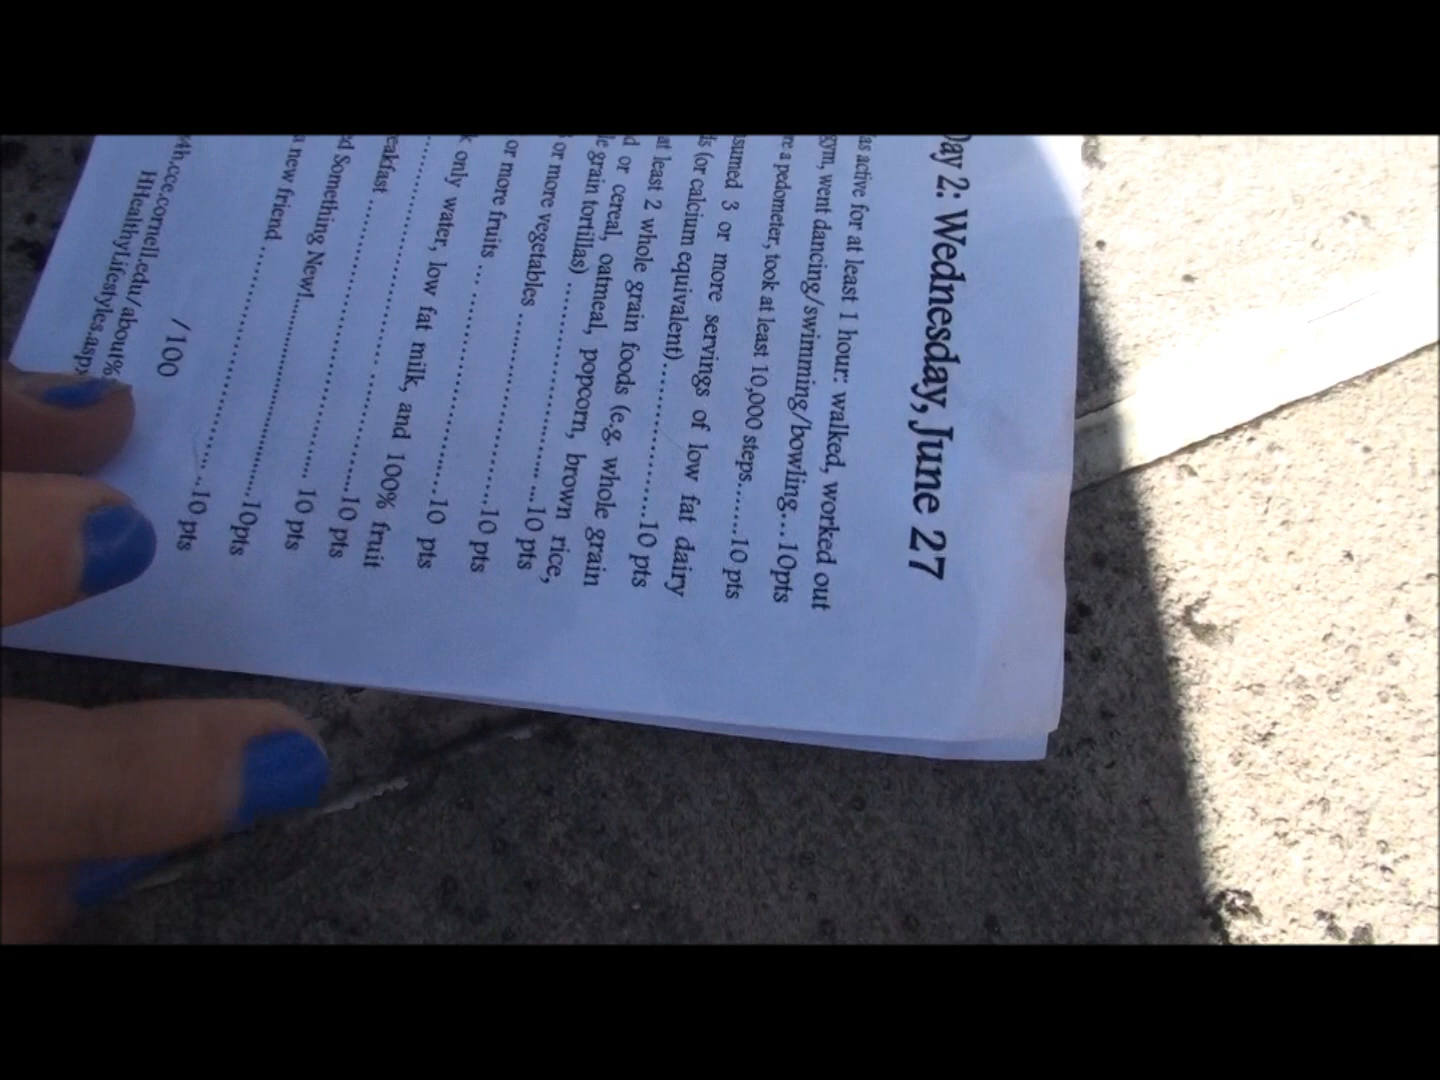 Day 2: Wednesday, June 27
as active for at least 1 hour: walked, worked out
gym, went dancing/swimming/bowling...10pts
re a pedometer, took at least 10,000 steps.......10 pts
sumed 3 or more servings of low fat dairy
ds (or calcium equivalent)......................10 pts
at least 2 whole grain foods (e.g. whole grain
d or cereal, oatmeal, popcorn, brown rice,
le grain tortillas) ........................... ...10 pts
or more vegetables ...........................10 pts
or more fruits ... ............................10 pts
k only water, low fat milk, and 100% fruit
................................................10 pts
eakfast ........................................ 10 pts
ed Something New!.............................10pts
a new friend ..................................10 pts
/100
4h.cce.cornell.edu/about%
HHealthyLifestyles.asp